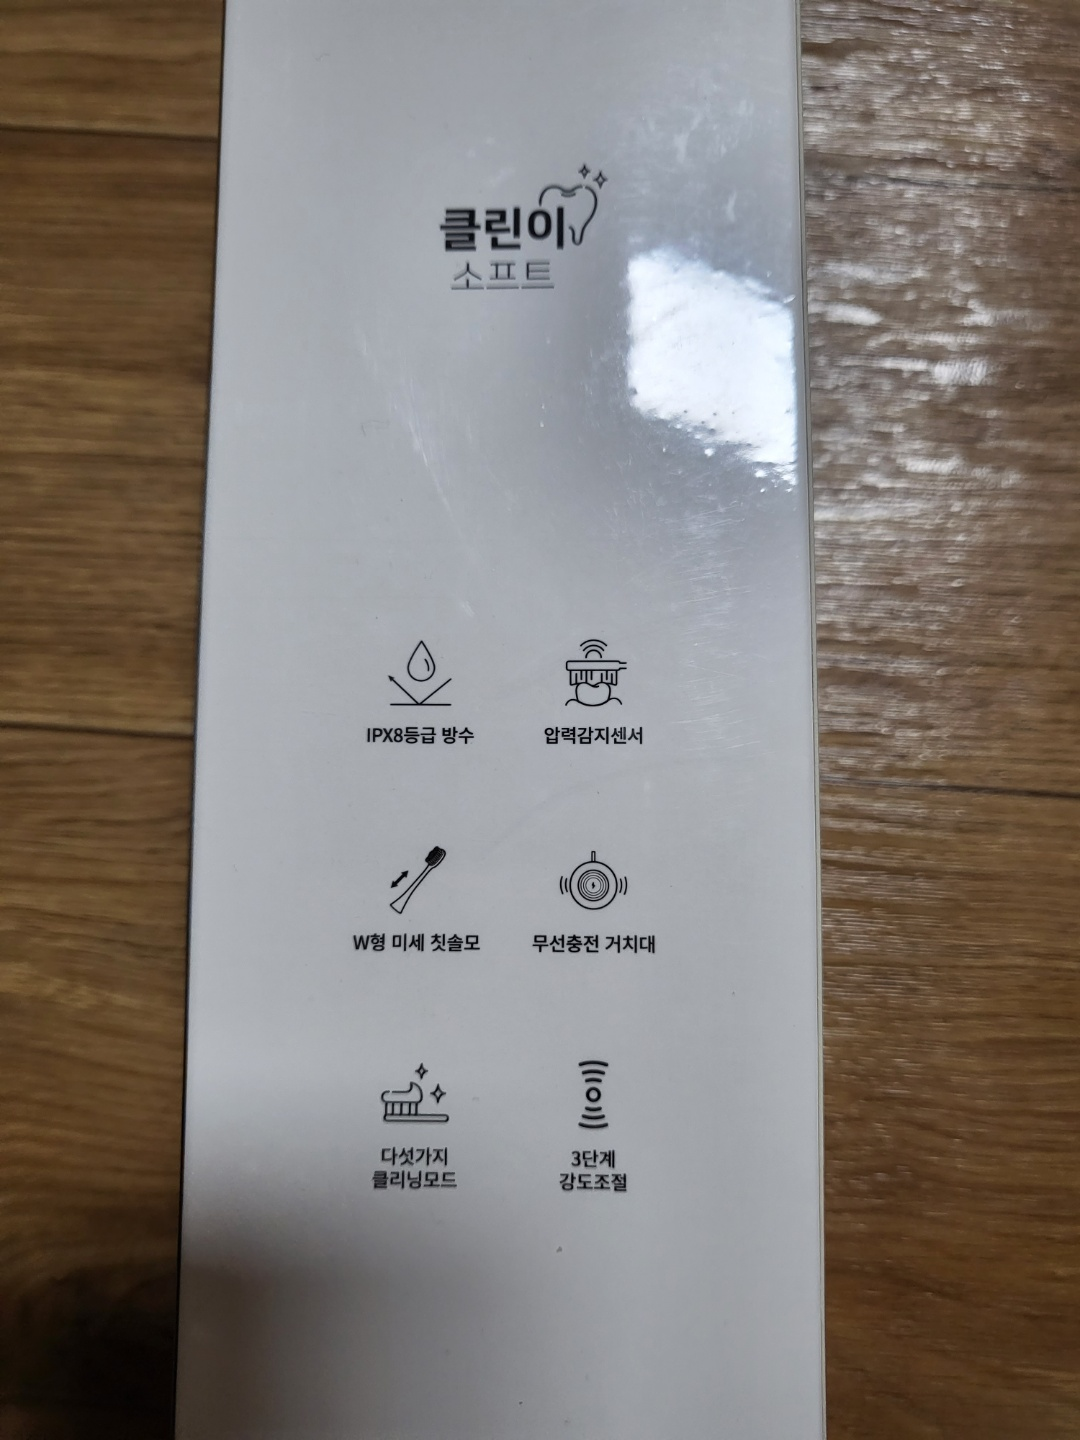 클린이
소프트
IPX8등급 방수
압력감지센서
W형 미세 칫솔모
무선충전 거치대
다섯가지
클리닝모드
3단계
강도조절